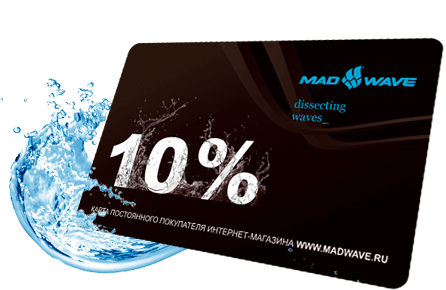 MAD WAVE
dissecting
waves_
10%
КАРТА ПОСТОЯННОГО ПОКУПАТЕЛЯ ИНТЕРНЕТ-МАГАЗИНА WWW.MADWAVE.RU